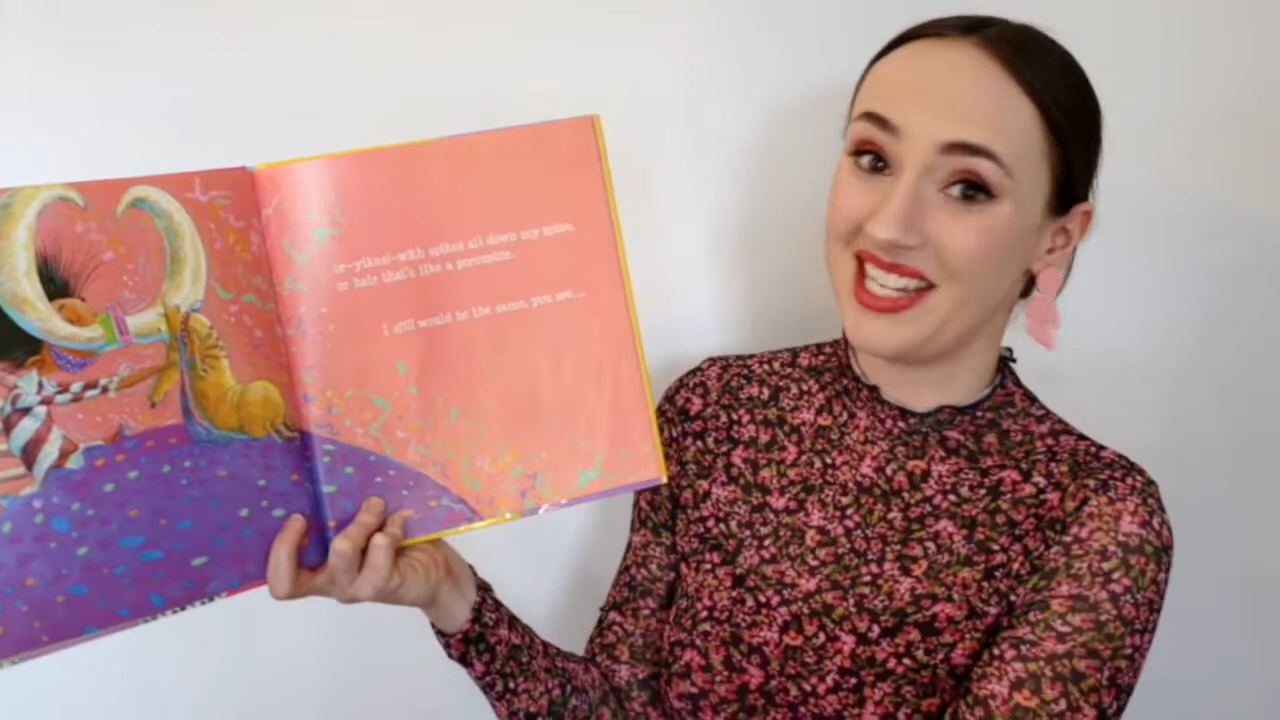 or–yikes!–with spikes all down my spine,
or hair that's like a porcupine.
I still would be the same, you see...